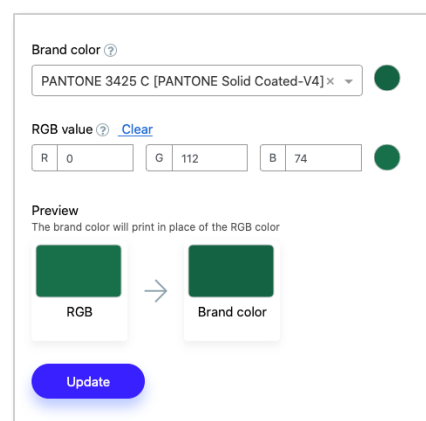 Brand color ?
PANTONE 3425 C [PANTONE Solid Coated-V4] ×
RGB value ? Clear
R 0 G 112 B 74
Preview
The brand color will print in place of the RGB color
RGB Brand color
Update